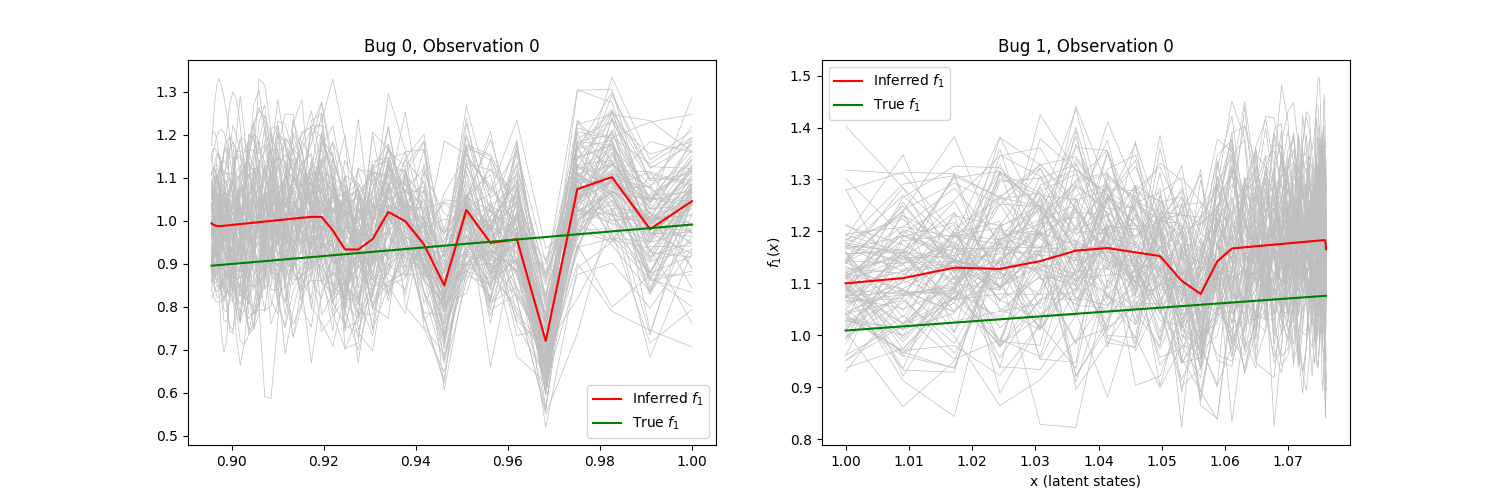 Bug 0, Observation 0
1.3
1.2
1.1
1.0
0.9
0.8
0.7
0.6
0.5
Inferred f₁
True f₁
0.90 0.92 0.94 0.96 0.98 1.00
Bug 1, Observation 0
Inferred f₁
True f₁
1.5
1.4
1.3
1.2
1.1
1.0
0.9
0.8
f₁(x)
1.00 1.01 1.02 1.03 1.04 1.05 1.06 1.07
x (latent states)